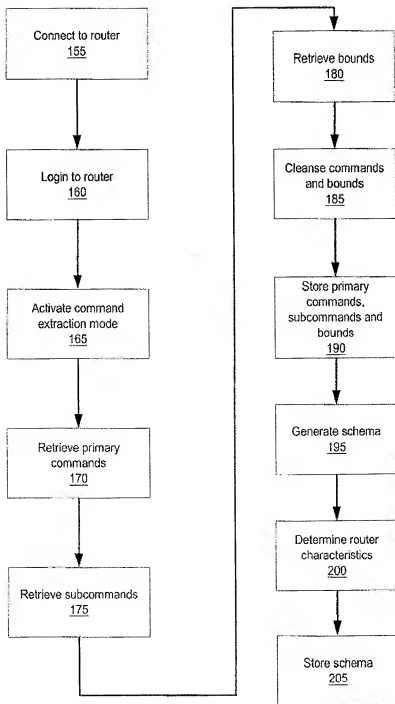 Connect to router
155
Login to router
160
Activate command
extraction mode
165
Retrieve primary
commands
170
Retrieve subcommands
175
Retrieve bounds
180
Cleanse commands
and bounds
185
Store primary
commands,
subcommands and
bounds
190
Generate schema
195
Determine router
characteristics
200
Store schema
205